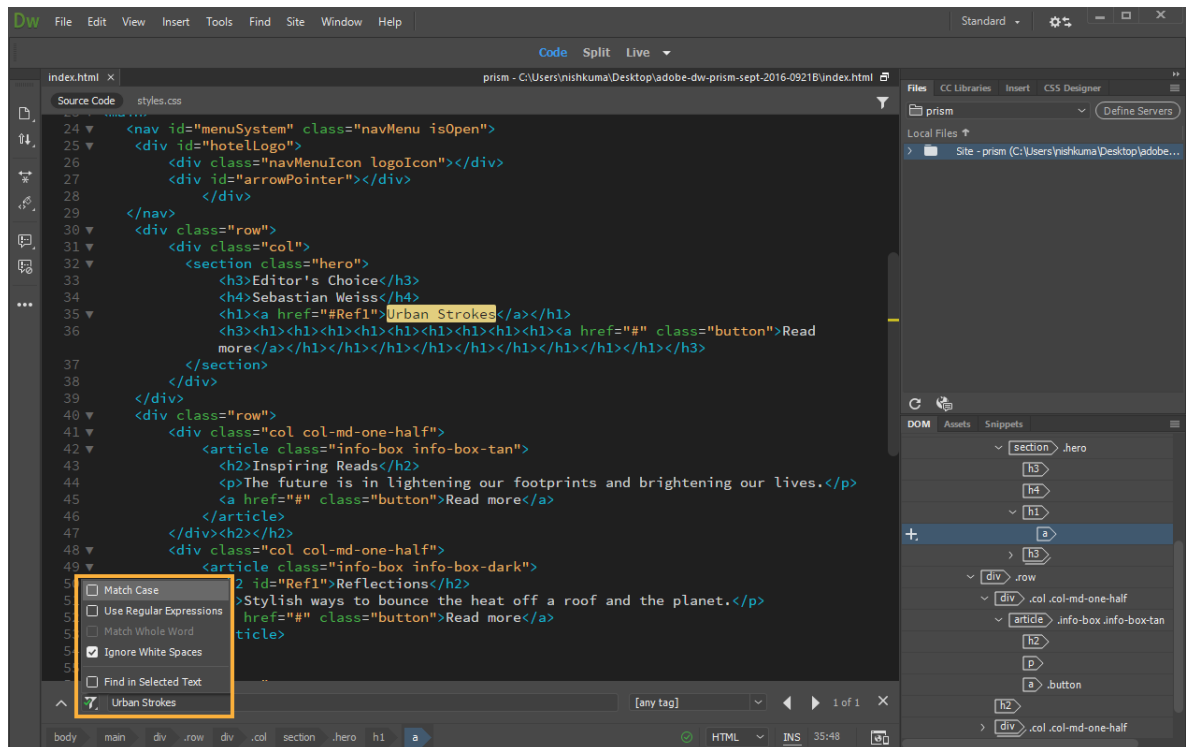 Dw File Edit View Insert Tools Find Site Window Help Standard
Code Split Live
index.html × prism - C:\Users\nishkuma\Desktop\adobe-dw-prism-sept-2016-0921B\index.html
Source Code styles.css
24 <nav id="menuSystem" class="navMenu isOpen">
25 <div id="hotelLogo">
26 <div class="navMenuIcon logoIcon"></div>
27 <div id="arrowPointer"></div>
28 </div>
29 </nav>
30 <div class="row">
31 <div class="col">
32 <section class="hero">
33 <h3>Editor's Choice</h3>
34 <h4>Sebastian Weiss</h4>
35 <h1><a href="#Ref1">Urban Strokes</a></h1>
36 <h3><h1><h1><h1><h1><h1><h1><h1><h1><a href="#" class="button">Read
more</a></h1></h1></h1></h1></h1></h1></h1></h1></h3>
37 </section>
38 </div>
39 </div>
40 <div class="row">
41 <div class="col col-md-one-half">
42 <article class="info-box info-box-tan">
43 <h2>Inspiring Reads</h2>
44 <p>The future is in lightening our footprints and brightening our lives.</p>
45 <a href="#" class="button">Read more</a>
46 </article>
47 </div><h2></h2>
48 <div class="col col-md-one-half">
49 <article class="info-box info-box-dark">
2 id="Ref1">Reflections</h2>
>Stylish ways to bounce the heat off a roof and the planet.</p>
href="#" class="button">Read more</a>
ticle>
Match Case
Use Regular Expressions
Match Whole Word
Ignore White Spaces
Find in Selected Text
Urban Strokes [any tag] 1 of 1 ×
body main div .row div .col section .hero h1 a HTML INS 35:48
Files CC Libraries Insert CSS Designer
prism Define Servers
Local Files
Site - prism (C:\Users\nishkuma\Desktop\adobe...
DOM Assets Snippets
section .hero
h3
h4
h1
a
h3
div .row
div .col .col-md-one-half
article .info-box .info-box-tan
h2
p
a .button
h2
div .col .col-md-one-half